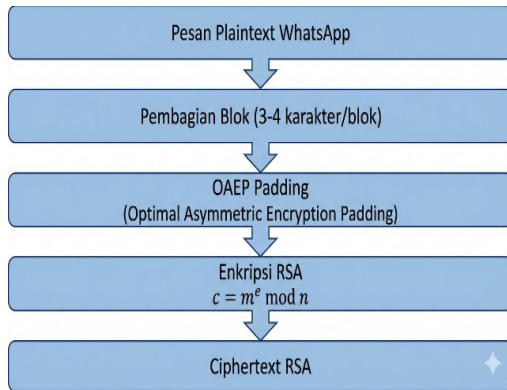 Pesan Plaintext WhatsApp
Pembagian Blok (3-4 karakter/blok)
OAEP Padding
(Optimal Asymmetric Encryption Padding)
Enkripsi RSA
c = mᵉ mod n
Ciphertext RSA